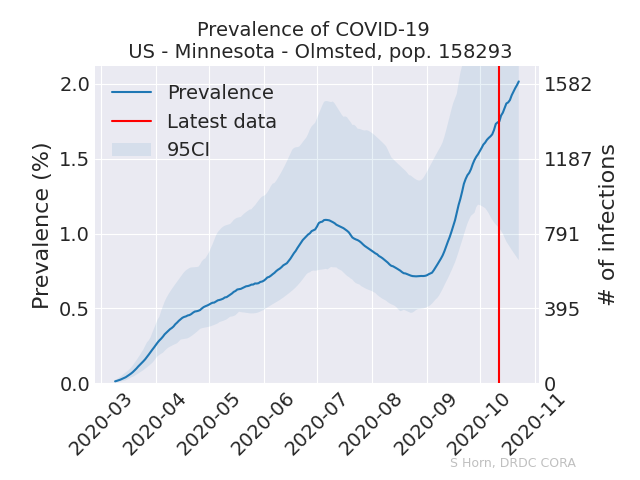 Prevalence of COVID-19
US - Minnesota - Olmsted, pop. 158293
Prevalence
Latest data
95CI
Prevalence (%)
2.0
1.5
1.0
0.5
0.0
# of infections
1582
1187
791
395
0
2020-03
2020-04
2020-05
2020-06
2020-07
2020-08
2020-09
2020-10
2020-11
S Horn, DRDC CORA